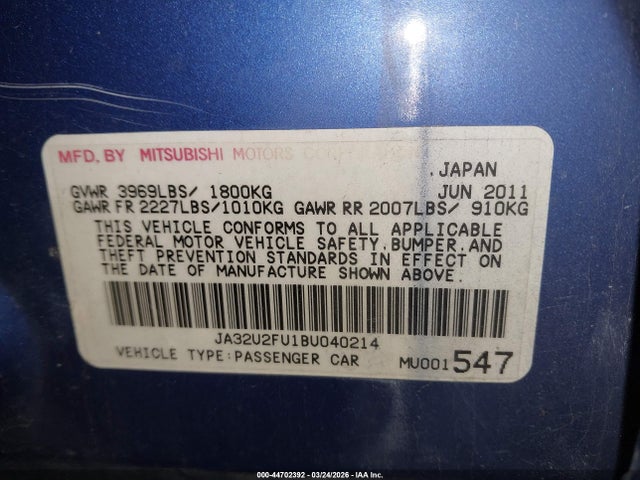 MFD. BY MITSUBISHI MOTORS CORPORATION
JAPAN
GVWR 3969LBS/ 1800KG JUN 2011
GAWR FR 2227LBS/1010KG GAWR RR 2007LBS/ 910KG
THIS VEHICLE CONFORMS TO ALL APPLICABLE
FEDERAL MOTOR VEHICLE SAFETY, BUMPER, AND
THEFT PREVENTION STANDARDS IN EFFECT ON
THE DATE OF MANUFACTURE SHOWN ABOVE.
JA32U2FU1BU040214
VEHICLE TYPE:PASSENGER CAR MU001547
000-44702392 - 03/24/2026 - IAA Inc.